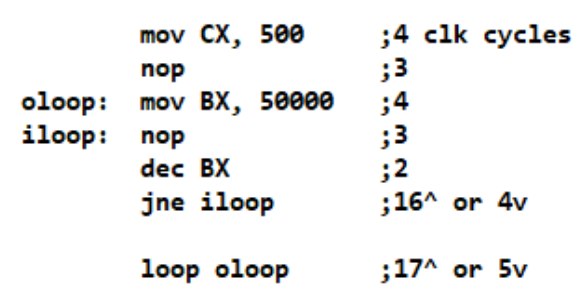 mov CX, 500 ;4 clk cycles
nop ;3
oloop: mov BX, 50000 ;4
iloop: nop ;3
dec BX ;2
jne iloop ;16^ or 4v
loop oloop ;17^ or 5v